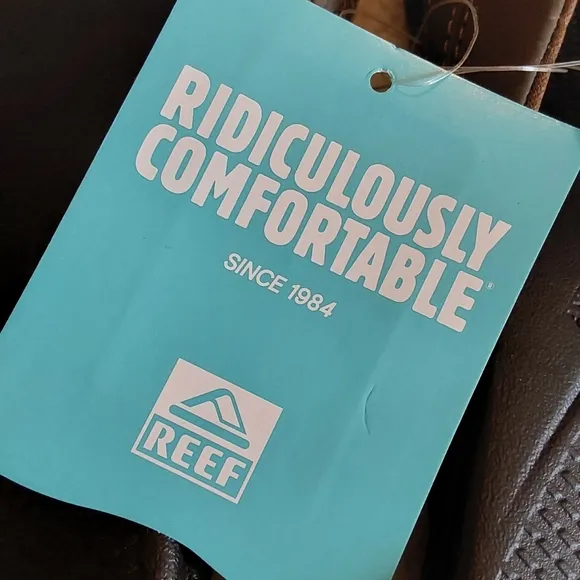 RIDICULOUSLY
COMFORTABLE®
SINCE 1984
REEF